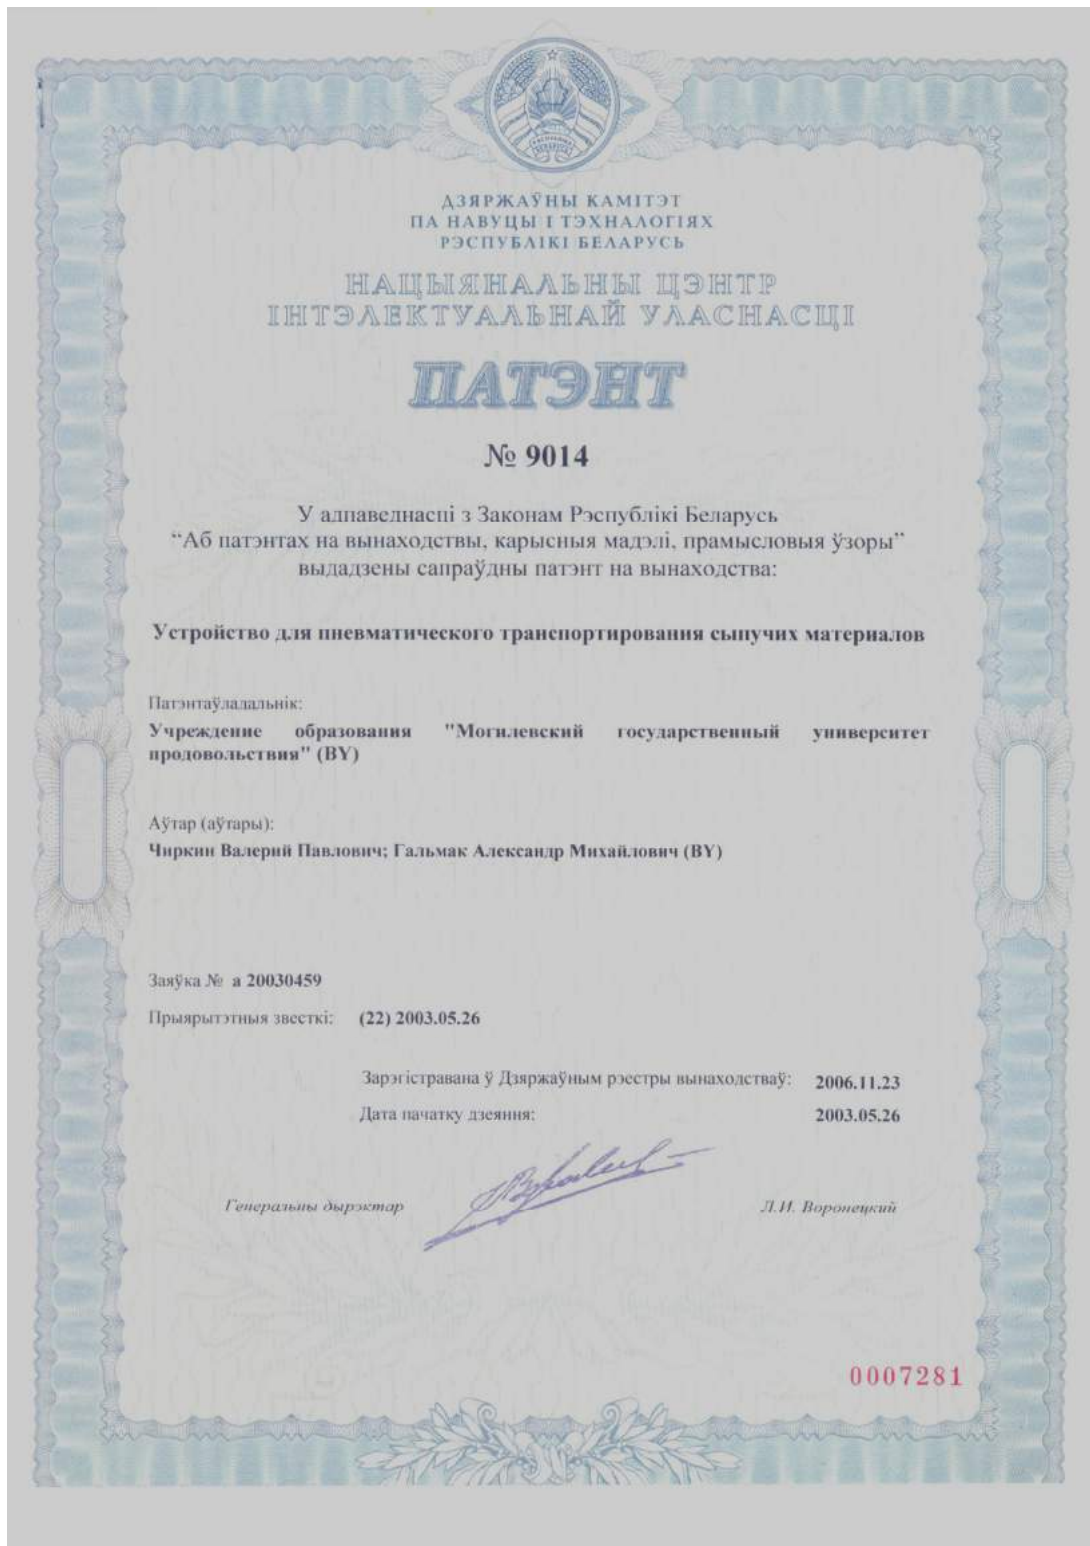 ДЗЯРЖАЎНЫ КАМІТЭТ
ПА НАВУЦЫ І ТЭХНАЛОГІЯХ
РЭСПУБЛІКІ БЕЛАРУСЬ
НАЦЫЯНАЛЬНЫ ЦЭНТР
ІНТЭЛЕКТУАЛЬНАЙ УЛАСНАСЦІ
ПАТЭНТ
№ 9014
У адпаведнасці з Законам Рэспублікі Беларусь
“Аб патэнтах на вынаходствы, карысныя мадэлі, прамысловыя ўзоры”
выдадзены сапраўдны патэнт на вынаходства:
Устройство для пневматического транспортирования сыпучих материалов
Патэнтаўладальнік:
Учреждение образования "Могилевский государственный университет
продовольствия" (BY)
Аўтар (аўтары):
Чиркин Валерий Павлович; Гальмак Александр Михайлович (BY)
Заяўка № а 20030459
Прыярытэтныя звесткі: (22) 2003.05.26
Зарэгістравана ў Дзяржаўным рэестры вынаходстваў: 2006.11.23
Дата пачатку дзеяння: 2003.05.26
Генеральны дырэктар Л.И. Воронецкий
0007281